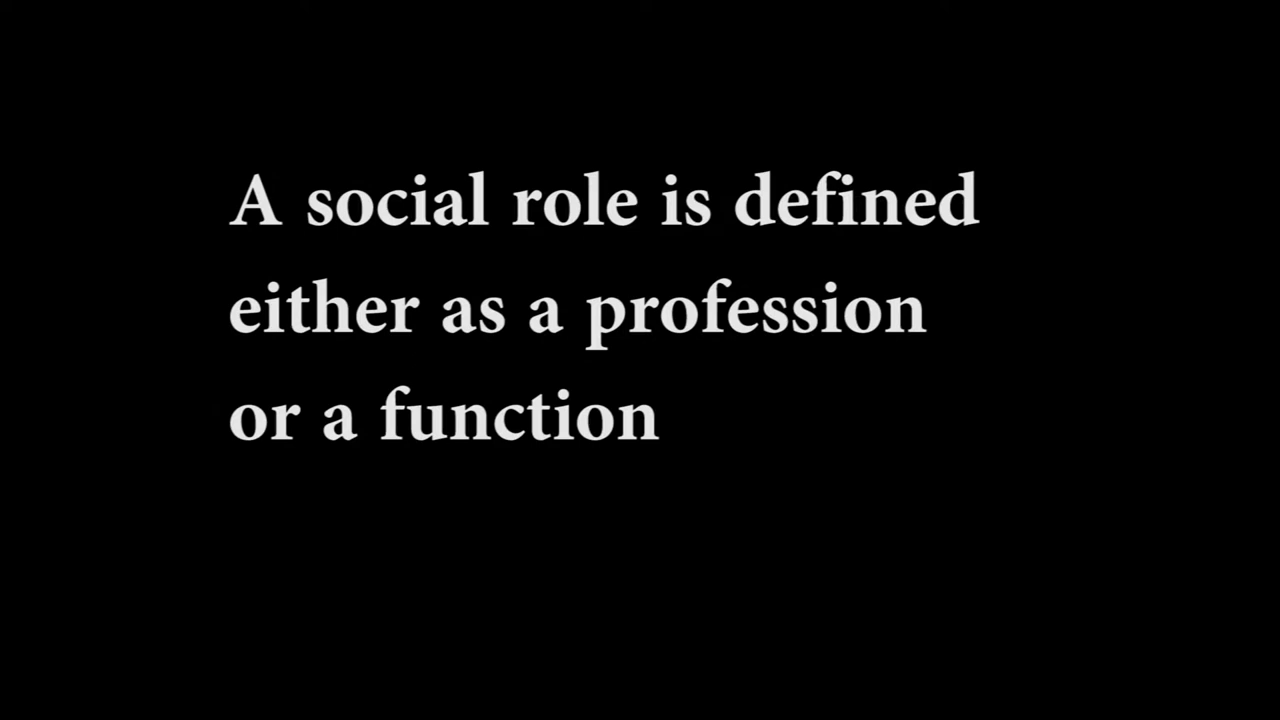 A social role is defined
either as a profession
or a function